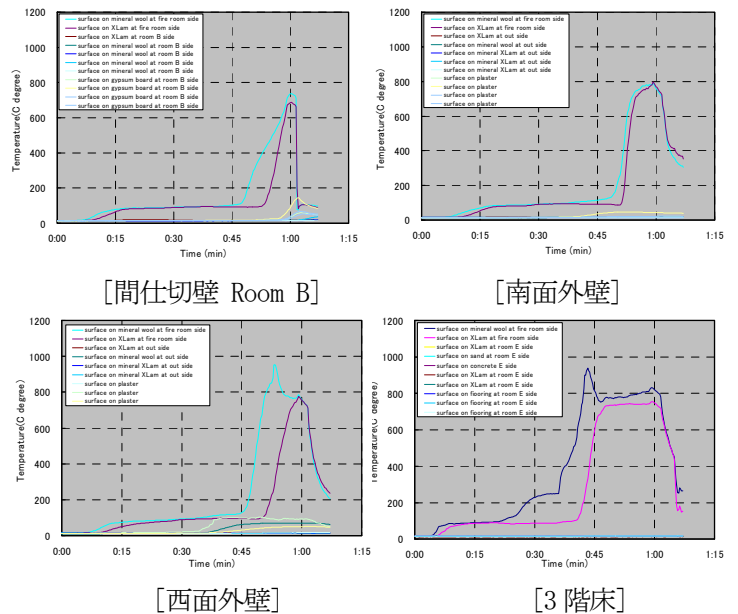 1200
1000
800
600
400
200
0
Temperature(C degree)
surface on mineral wool at fire room side
surface on XLam at fire room side
surface on XLam at room B side
surface on mineral wool at room B side
surface on mineral wool at room B side
surface on mineral wool at room B side
surface on mineral wool at room B side
surface on gypsum board at room B side
surface on gypsum board at room B side
surface on gypsum board at room B side
surface on gypsum board at room B side
0:00 0:15 0:30 0:45 1:00 1:15
Time (min)
[間仕切壁 Room B]
1200
1000
800
600
400
200
0
Temperature(C degree)
surface on mineral wool at fire room side
surface on XLam at fire room side
surface on XLam at out side
surface on mineral wool at out side
surface on mineral XLam at out side
surface on mineral XLam at out side
surface on plaster
surface on plaster
surface on plaster
surface on plaster
0:00 0:15 0:30 0:45 1:00 1:15
Time (min)
[南面外壁]
1200
1000
800
600
400
200
0
Temperature(C degree)
surface on mineral wool at fire room side
surface on XLam at fire room side
surface on XLam at out side
surface on mineral wool at out side
surface on mineral XLam at out side
surface on mineral XLam at out side
surface on plaster
surface on plaster
surface on plaster
0:00 0:15 0:30 0:45 1:00 1:15
Time (min)
[西面外壁]
1200
1000
800
600
400
200
0
Temperature(C degree)
surface on mineral wool at fire room side
surface on XLam at fire room side
surface on XLam at room E side
surface on sand at room E side
surface on concrete E side
surface on XLam at room E side
surface on XLam at room E side
surface on flooring at room E side
surface on flooring at room E side
surface on flooring at room E side
0:00 0:15 0:30 0:45 1:00 1:15
Time (min)
[3 階床]